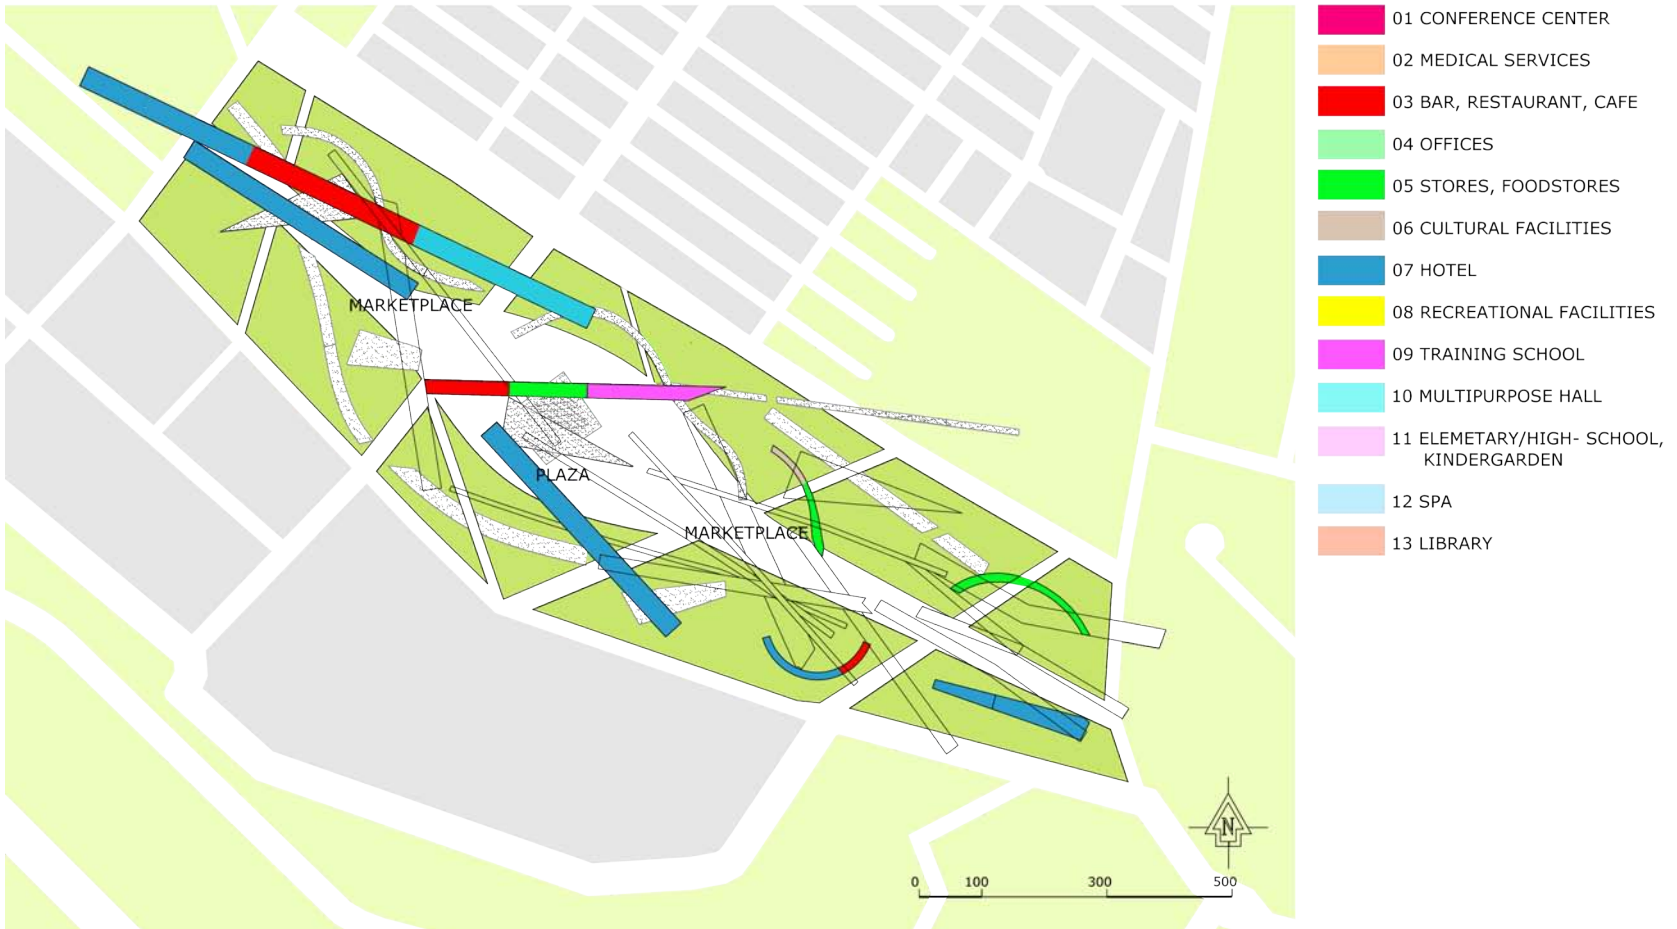 01 CONFERENCE CENTER
02 MEDICAL SERVICES
03 BAR, RESTAURANT, CAFE
04 OFFICES
05 STORES, FOODSTORES
06 CULTURAL FACILITIES
07 HOTEL
08 RECREATIONAL FACILITIES
09 TRAINING SCHOOL
10 MULTIPURPOSE HALL
11 ELEMETARY/HIGH- SCHOOL,
KINDERGARDEN
12 SPA
13 LIBRARY
MARKETPLACE
PLAZA
MARKETPLACE
N
0 100 300 500